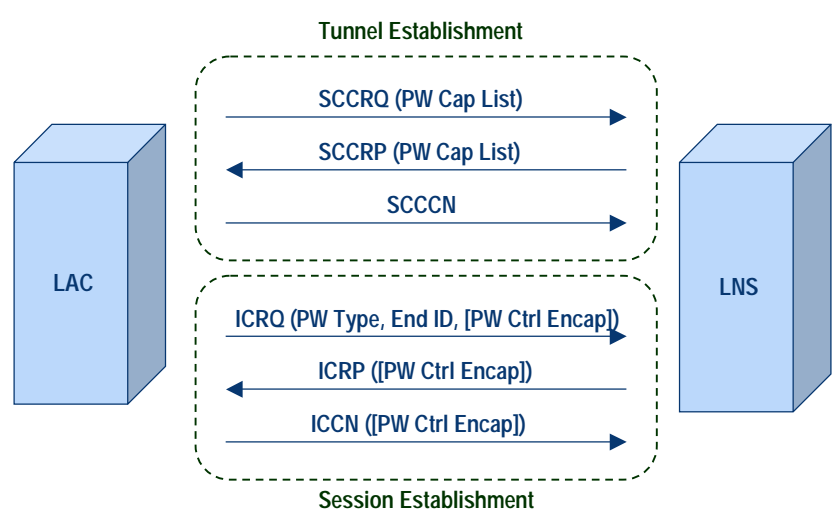 Tunnel Establishment
SCCRQ (PW Cap List)
SCCRP (PW Cap List)
SCCCN
LAC
LNS
ICRQ (PW Type, End ID, [PW Ctrl Encap])
ICRP ([PW Ctrl Encap])
ICCN ([PW Ctrl Encap])
Session Establishment